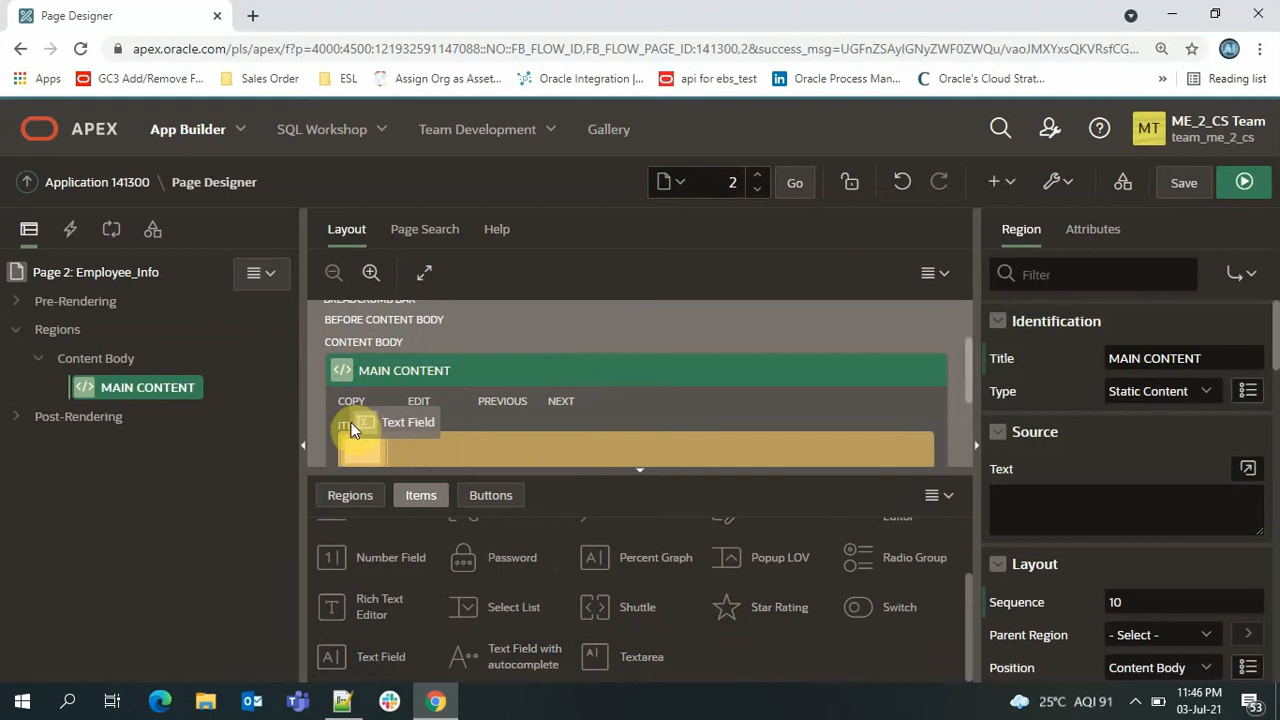 Page Designer
apex.oracle.com/pls/apex/f?p=4000:4500:121932591147088::NO::FB_FLOW_ID,FB_FLOW_PAGE_ID:141300,2&success_msg=UGFnZSAyIGNyZWF0ZWQu/vaoJMXYxsQKVRsfCG...
Apps GC3 Add/Remove F... Sales Order ESL Assign Org as Asset... Oracle Integration |... api for ebs_test Oracle Process Man... Oracle's Cloud Strat... » Reading list
APEX App Builder SQL Workshop Team Development Gallery MT ME_2_CS Team
team_me_2_cs
Application 141300 \ Page Designer 2 Go Save
Layout Page Search Help Region Attributes
Page 2: Employee_Info
Filter
Pre-Rendering
BREADCRUMB BAR
BEFORE CONTENT BODY
Identification
Regions
CONTENT BODY
Content Body
Title MAIN CONTENT
MAIN CONTENT
MAIN CONTENT
Type Static Content
COPY EDIT PREVIOUS NEXT
Post-Rendering
Text Field
Source
Text
Regions Items Buttons
Editor
Number Field Password Percent Graph Popup LOV Radio Group
Layout
Rich Text
Editor
Select List Shuttle Star Rating Switch
Sequence 10
Parent Region - Select -
Text Field
Text Field with
autocomplete
Textarea
Position Content Body
25°C AQI 91
11:46 PM
03-Jul-21
53